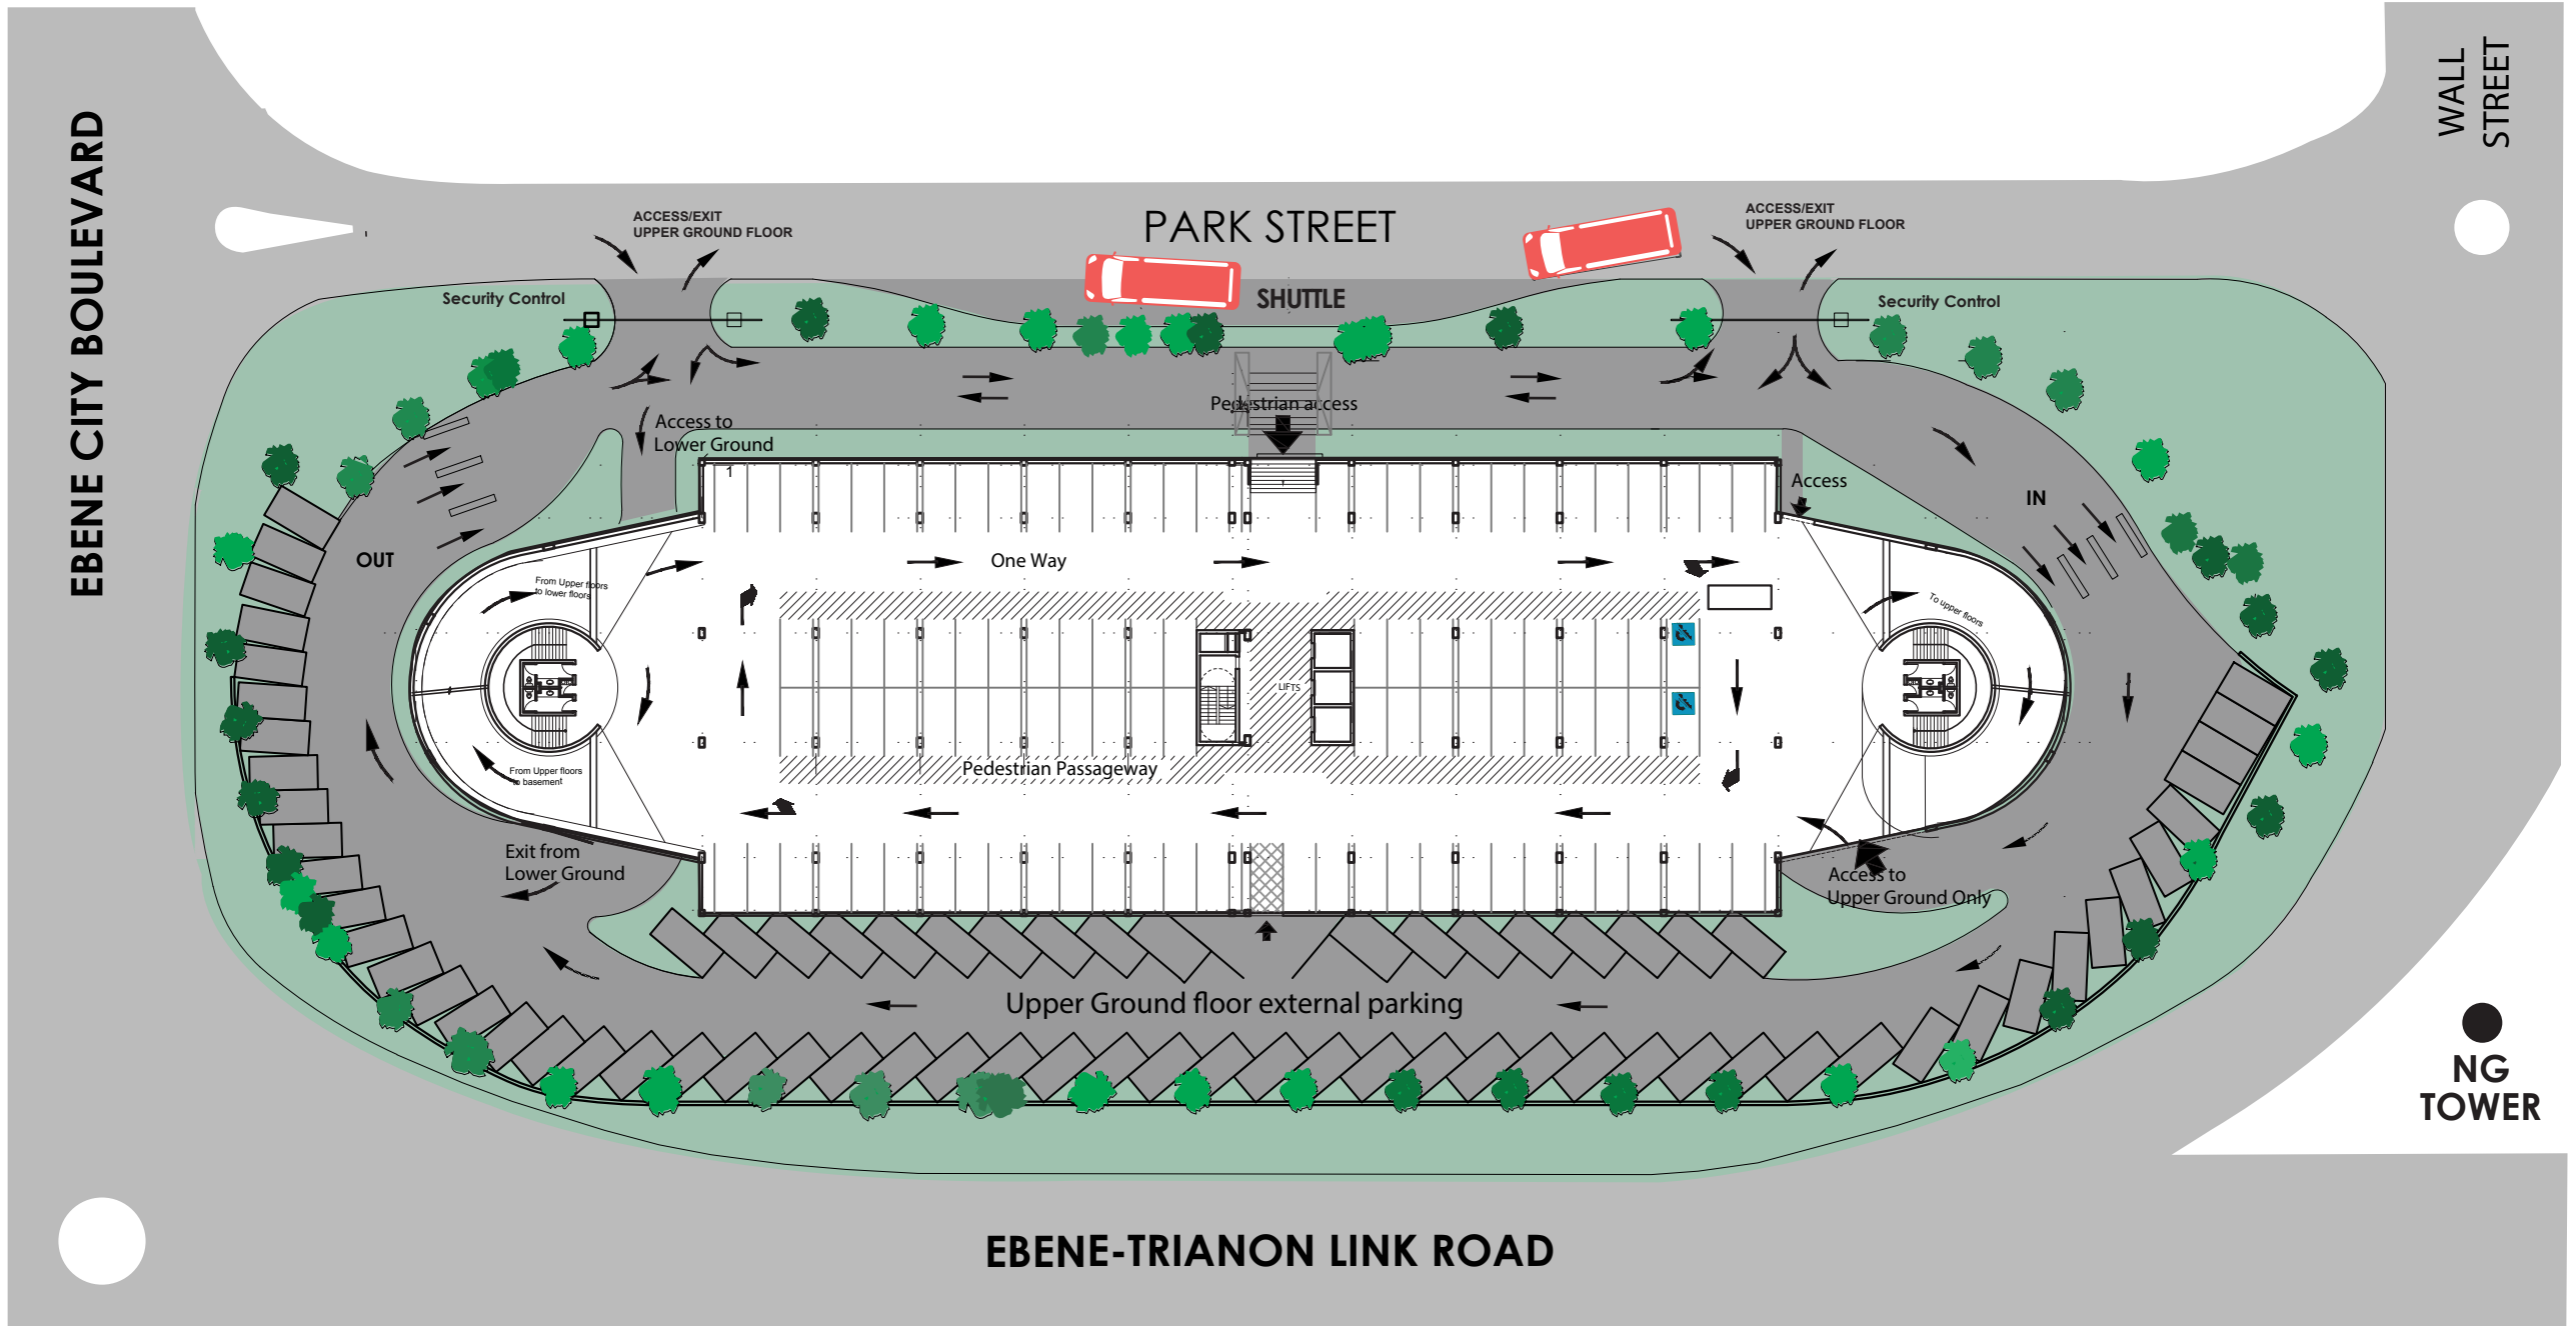 EBENE CITY BOULEVARD
WALL
STREET
PARK STREET
ACCESS/EXIT
UPPER GROUND FLOOR
ACCESS/EXIT
UPPER GROUND FLOOR
Security Control
SHUTTLE
Security Control
Pedestrian access
Access to
Lower Ground
1
Access
IN
OUT
One Way
From Upper floors
to lower floors
To upper floors
LIFTS
From Upper floors
to basement
Pedestrian Passageway
Exit from
Lower Ground
Access to
Upper Ground Only
Upper Ground floor external parking
NG
TOWER
EBENE-TRIANON LINK ROAD